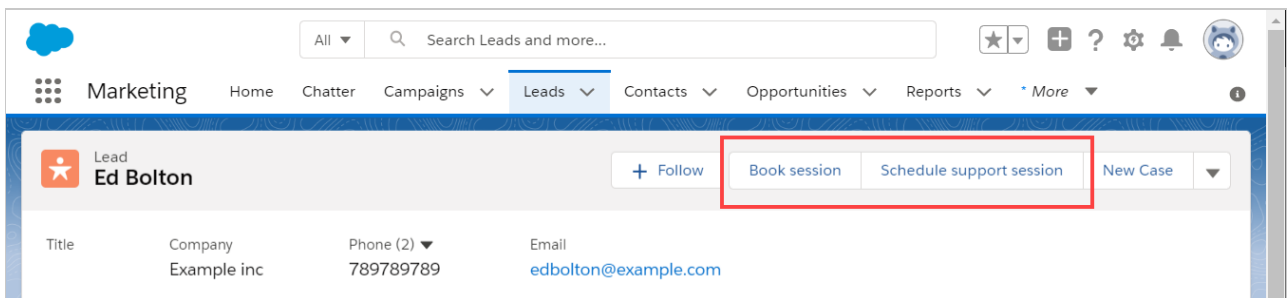 All Search Leads and more...
Marketing Home Chatter Campaigns Leads Contacts Opportunities Reports * More
Lead
Ed Bolton
+ Follow Book session Schedule support session New Case
Title Company Phone (2) Email
Example inc 789789789 edbolton@example.com